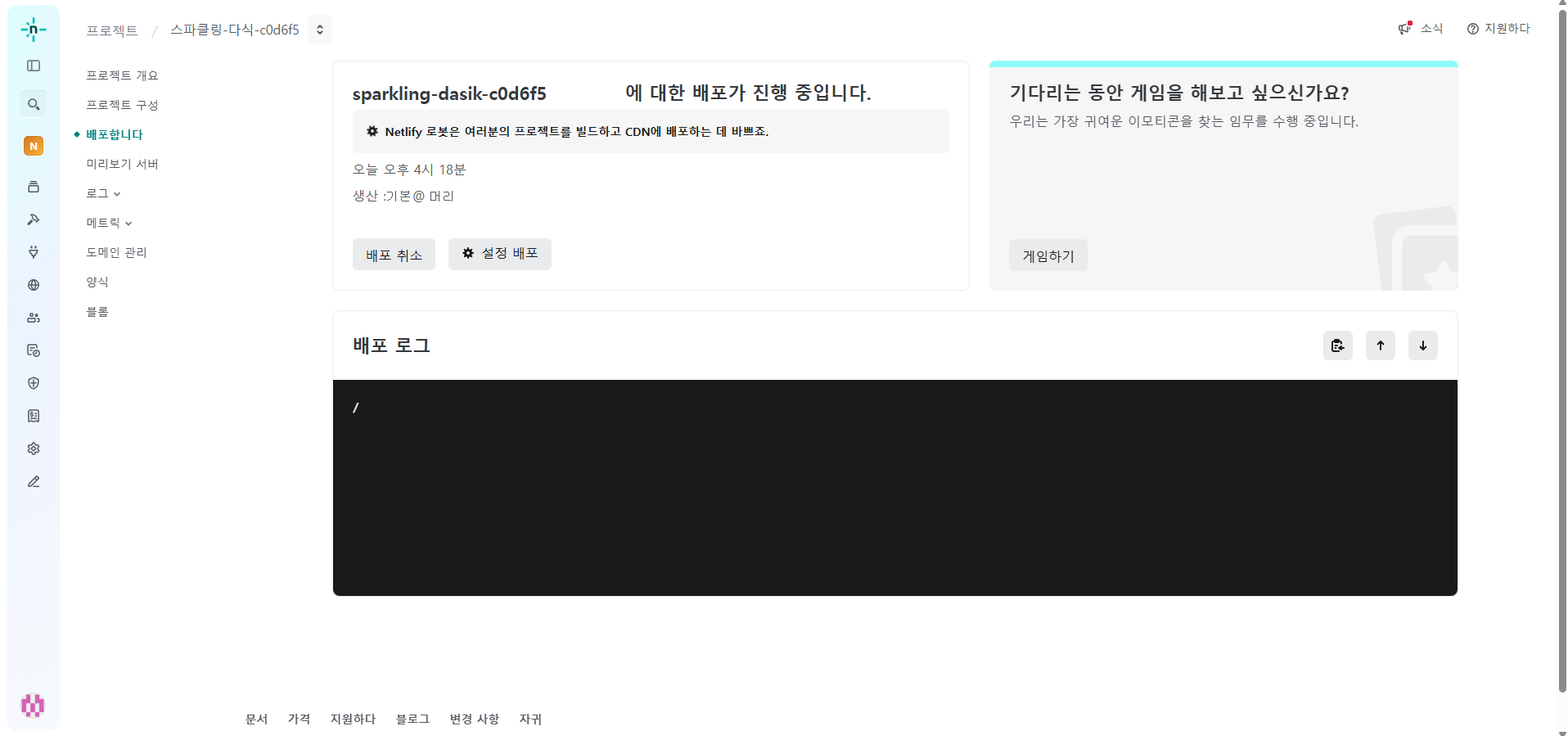 n
프로젝트 / 스파클링-다식-c0d6f5
소식
지원하다
N
프로젝트 개요
프로젝트 구성
배포합니다
미리보기 서버
로그
메트릭
도메인 관리
양식
블롭
sparkling-dasik-c0d6f5 에 대한 배포가 진행 중입니다.
Netlify 로봇은 여러분의 프로젝트를 빌드하고 CDN에 배포하는 데 바쁘죠.
오늘 오후 4시 18분
생산 :기본@ 머리
배포 취소
설정 배포
기다리는 동안 게임을 해보고 싶으신가요?
우리는 가장 귀여운 이모티콘을 찾는 임무를 수행 중입니다.
게임하기
배포 로그
/
문서 가격 지원하다 블로그 변경 사항 자귀